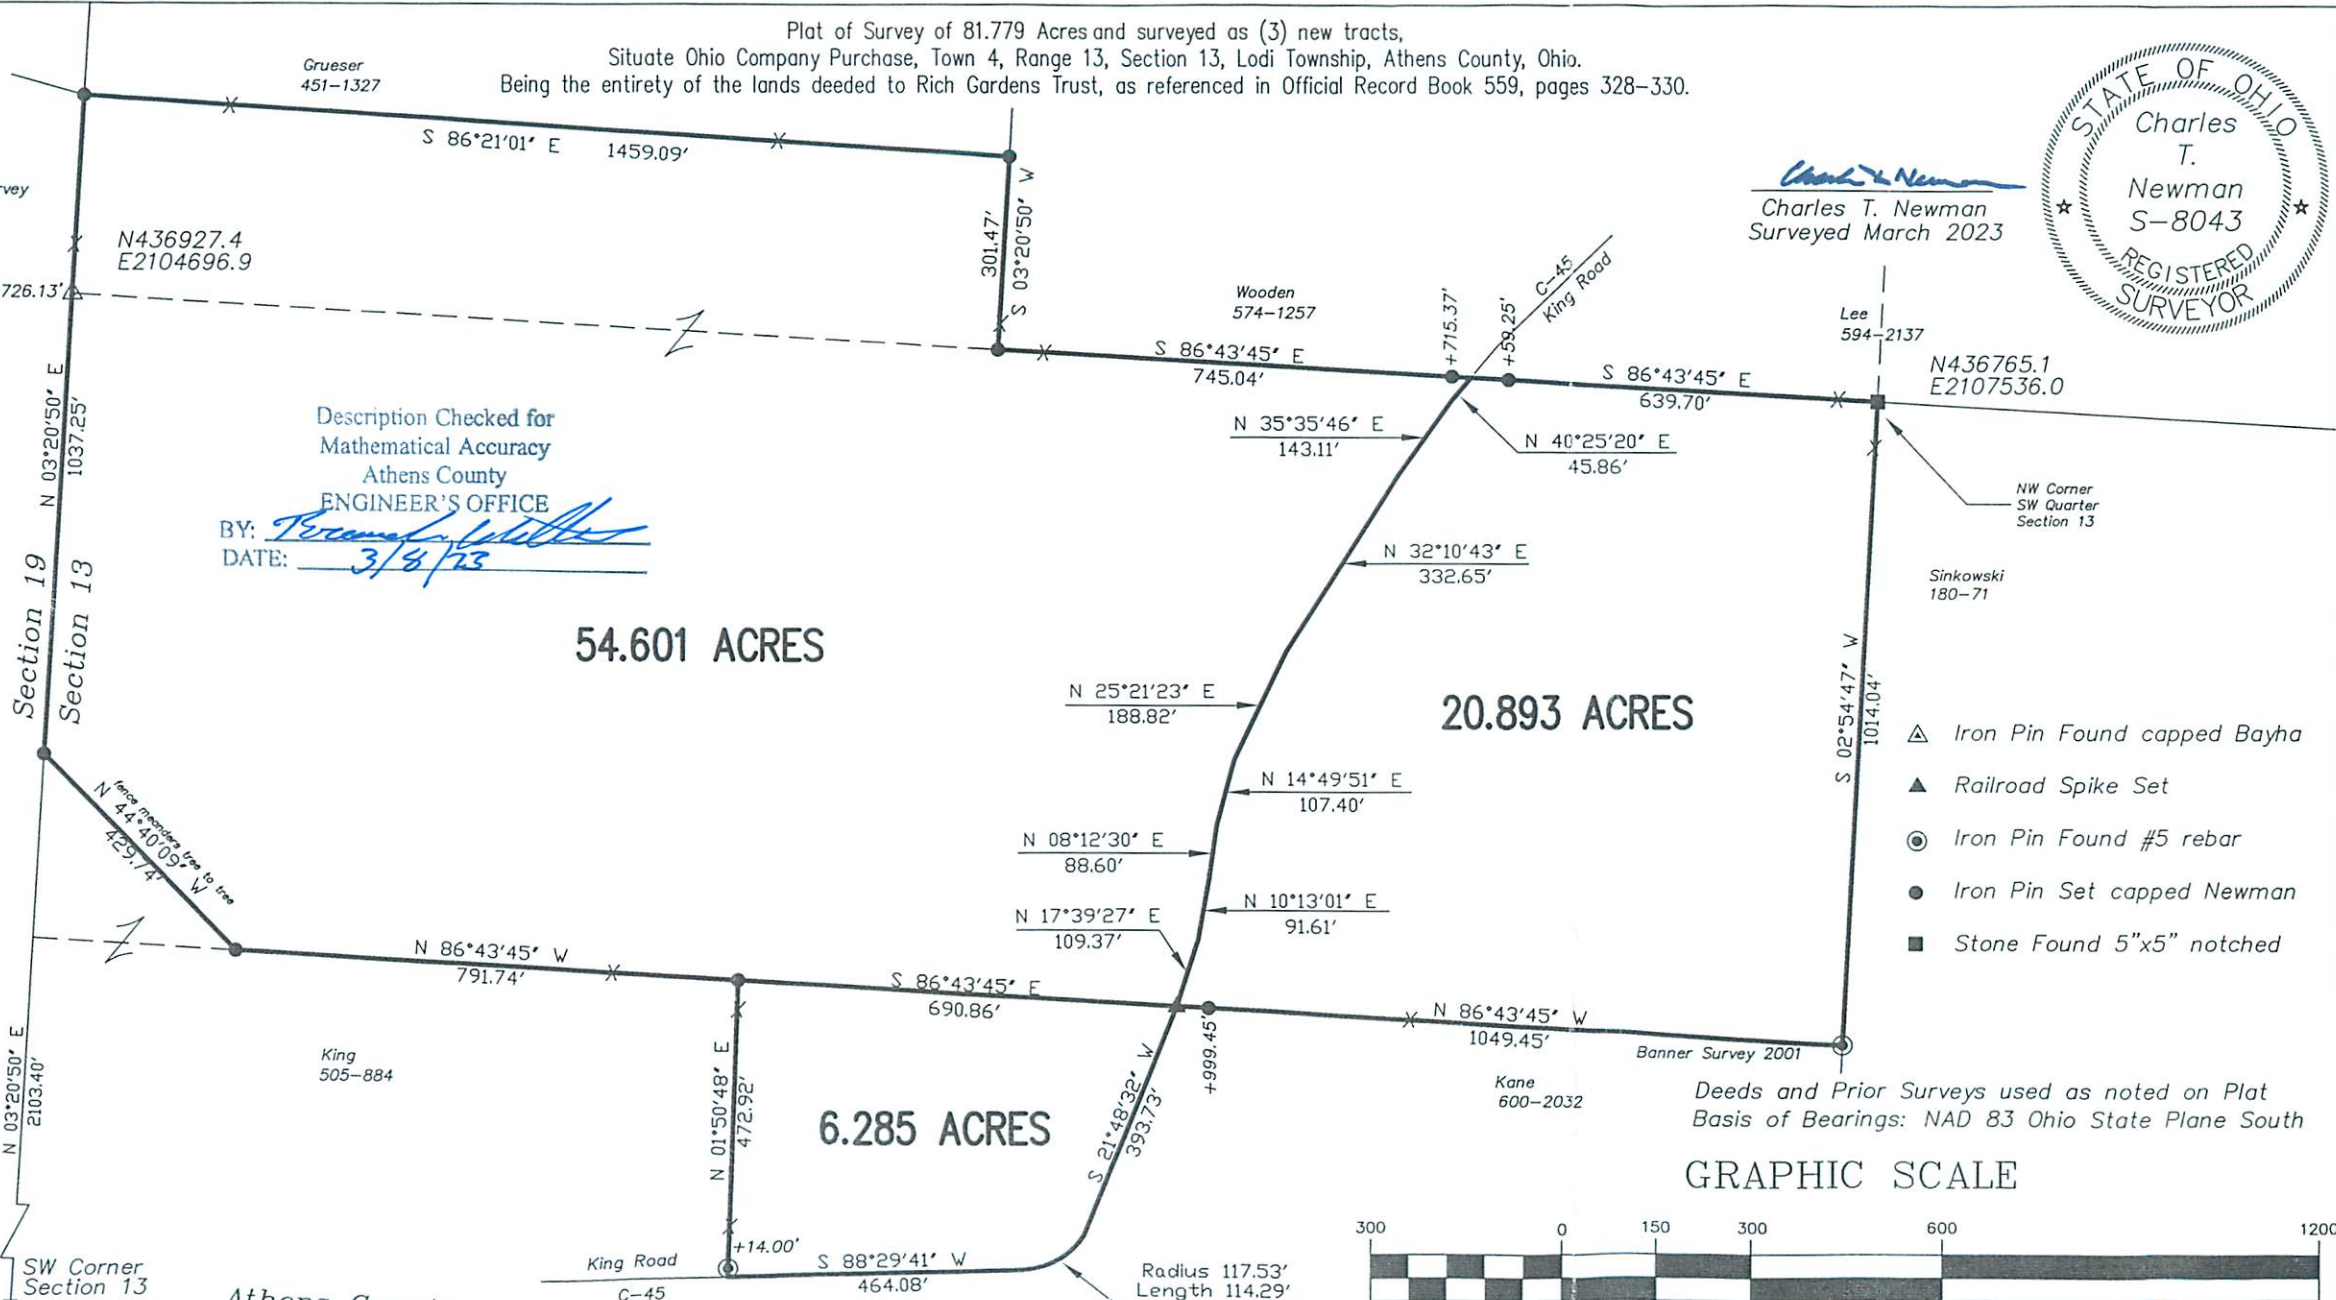 Plat of Survey of 81.779 Acres and surveyed as (3) new tracts,
Situate Ohio Company Purchase, Town 4, Range 13, Section 13, Lodi Township, Athens County, Ohio.
Being the entirety of the lands deeded to Rich Gardens Trust, as referenced in Official Record Book 559, pages 328-330.
Grueser
451-1327
S 86°21'01" E 1459.09'
STATE OF OHIO
Charles
T.
Newman
S-8043
REGISTERED
SURVEYOR
Charles T. Newman
Surveyed March 2023
N436927.4
E2104696.9
726.13'
301.47'
S 03°20'50" W
Wooden
574-1257
C-45
King Road
+715.37'
+59.25'
Lee
594-2137
N436765.1
E2107536.0
S 86°43'45" E
745.04'
S 86°43'45" E
639.70'
N 03°20'50" E
1037.25'
Description Checked for
Mathematical Accuracy
Athens County
ENGINEER'S OFFICE
BY:
DATE: 3/8/23
N 35°35'46" E
143.11'
N 40°25'20" E
45.86'
NW Corner
SW Quarter
Section 13
N 32°10'43" E
332.65'
Sinkowski
180-71
Section 19
Section 13
54.601 ACRES
20.893 ACRES
N 25°21'23" E
188.82'
S 02°54'47" W
1014.04'
N 14°49'51" E
107.40'
N 08°12'30" E
88.60'
N 10°13'01" E
91.61'
N 17°39'27" E
109.37'
Iron Pin Found capped Bayha
Railroad Spike Set
Iron Pin Found #5 rebar
Iron Pin Set capped Newman
Stone Found 5"x5" notched
fence meanders tree to tree
N 44°40'09" W
429.74'
N 86°43'45" W
791.74'
S 86°43'45" E
690.86'
N 86°43'45" W
1049.45'
+999.45'
Banner Survey 2001
King
505-884
Kane
600-2032
N 03°20'50" E
2103.40'
N 01°50'48" E
472.92'
6.285 ACRES
S 21°48'32" W
393.73'
Deeds and Prior Surveys used as noted on Plat
Basis of Bearings: NAD 83 Ohio State Plane South
GRAPHIC SCALE
300 0 150 300 600 1200
+14.00'
King Road
C-45
S 88°29'41" W
464.08'
Radius 117.53'
Length 114.29'
SW Corner
Section 13